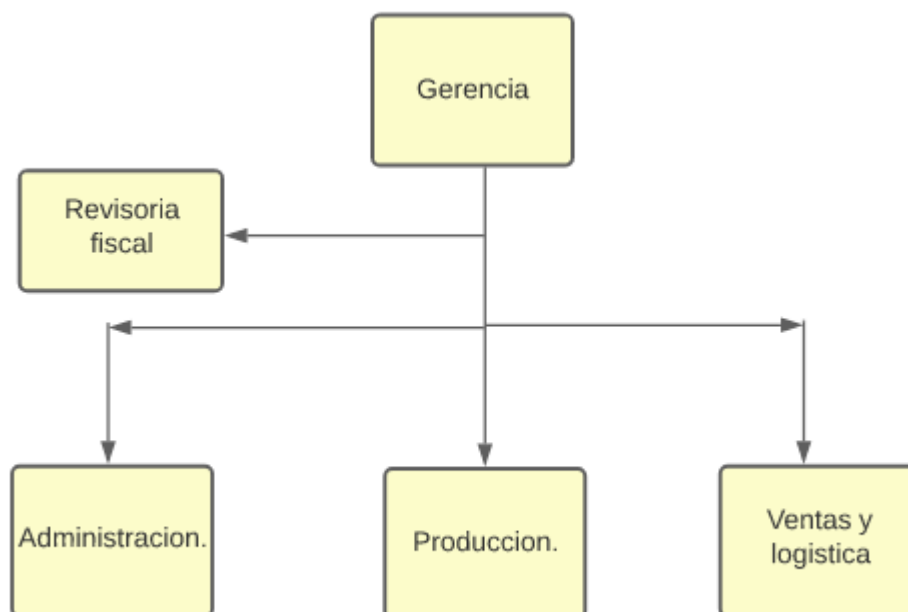 Gerencia
Revisoria
fiscal
Administracion.
Produccion.
Ventas y
logistica